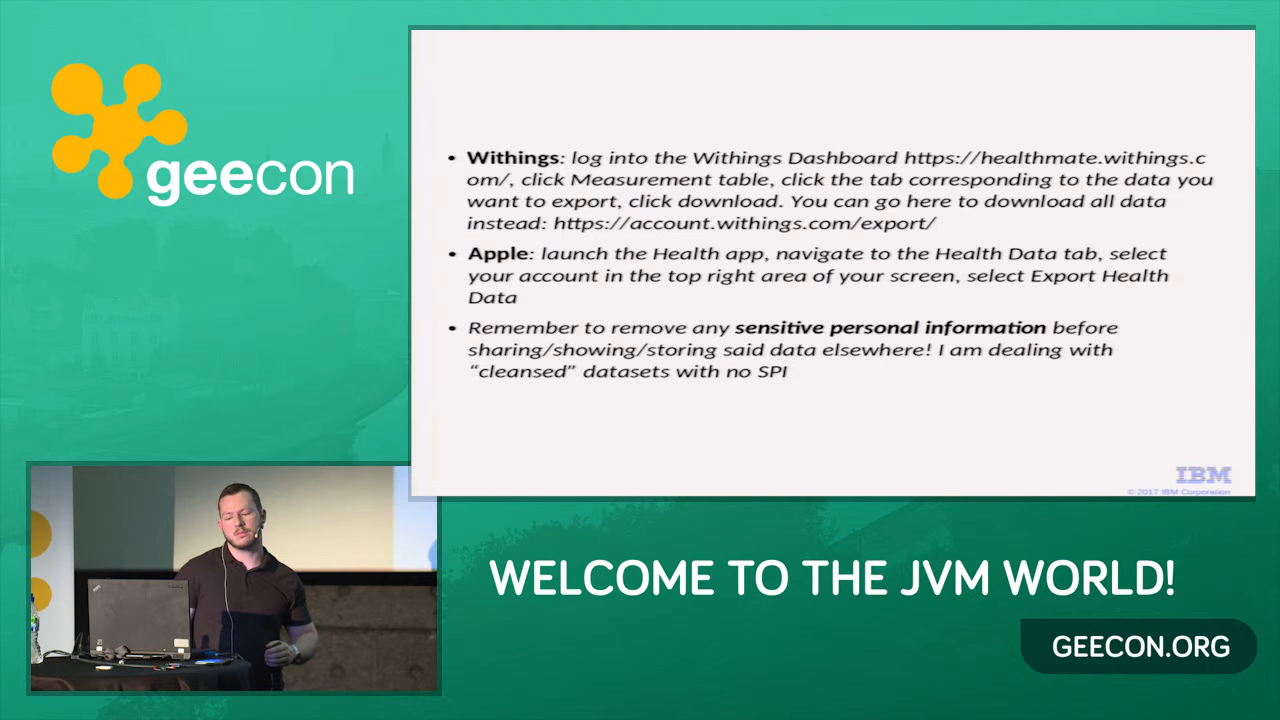 geecon
• Withings: log into the Withings Dashboard https://healthmate.withings.c
om/, click Measurement table, click the tab corresponding to the data you
want to export, click download. You can go here to download all data
instead: https://account.withings.com/export/
• Apple: launch the Health app, navigate to the Health Data tab, select
your account in the top right area of your screen, select Export Health
Data
• Remember to remove any sensitive personal information before
sharing/showing/storing said data elsewhere! I am dealing with
“cleansed” datasets with no SPI
IBM
© 2017 IBM Corporation
WELCOME TO THE JVM WORLD!
GEECON.ORG